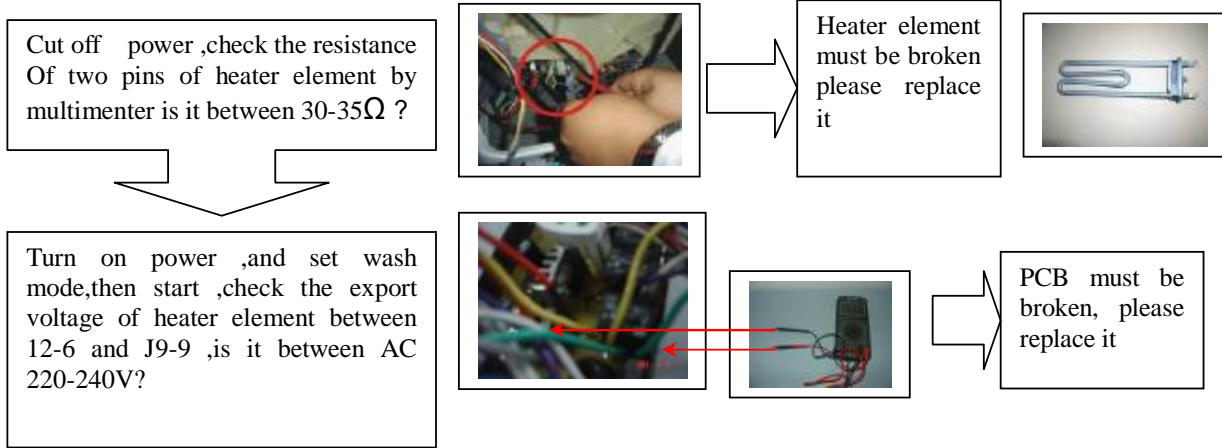 Cut off power ,check the resistance
Of two pins of heater element by
multimenter is it between 30-35Ω ?
Heater element
must be broken
please replace
it
Turn on power ,and set wash
mode,then start ,check the export
voltage of heater element between
12-6 and J9-9 ,is it between AC
220-240V?
PCB must be
broken, please
replace it